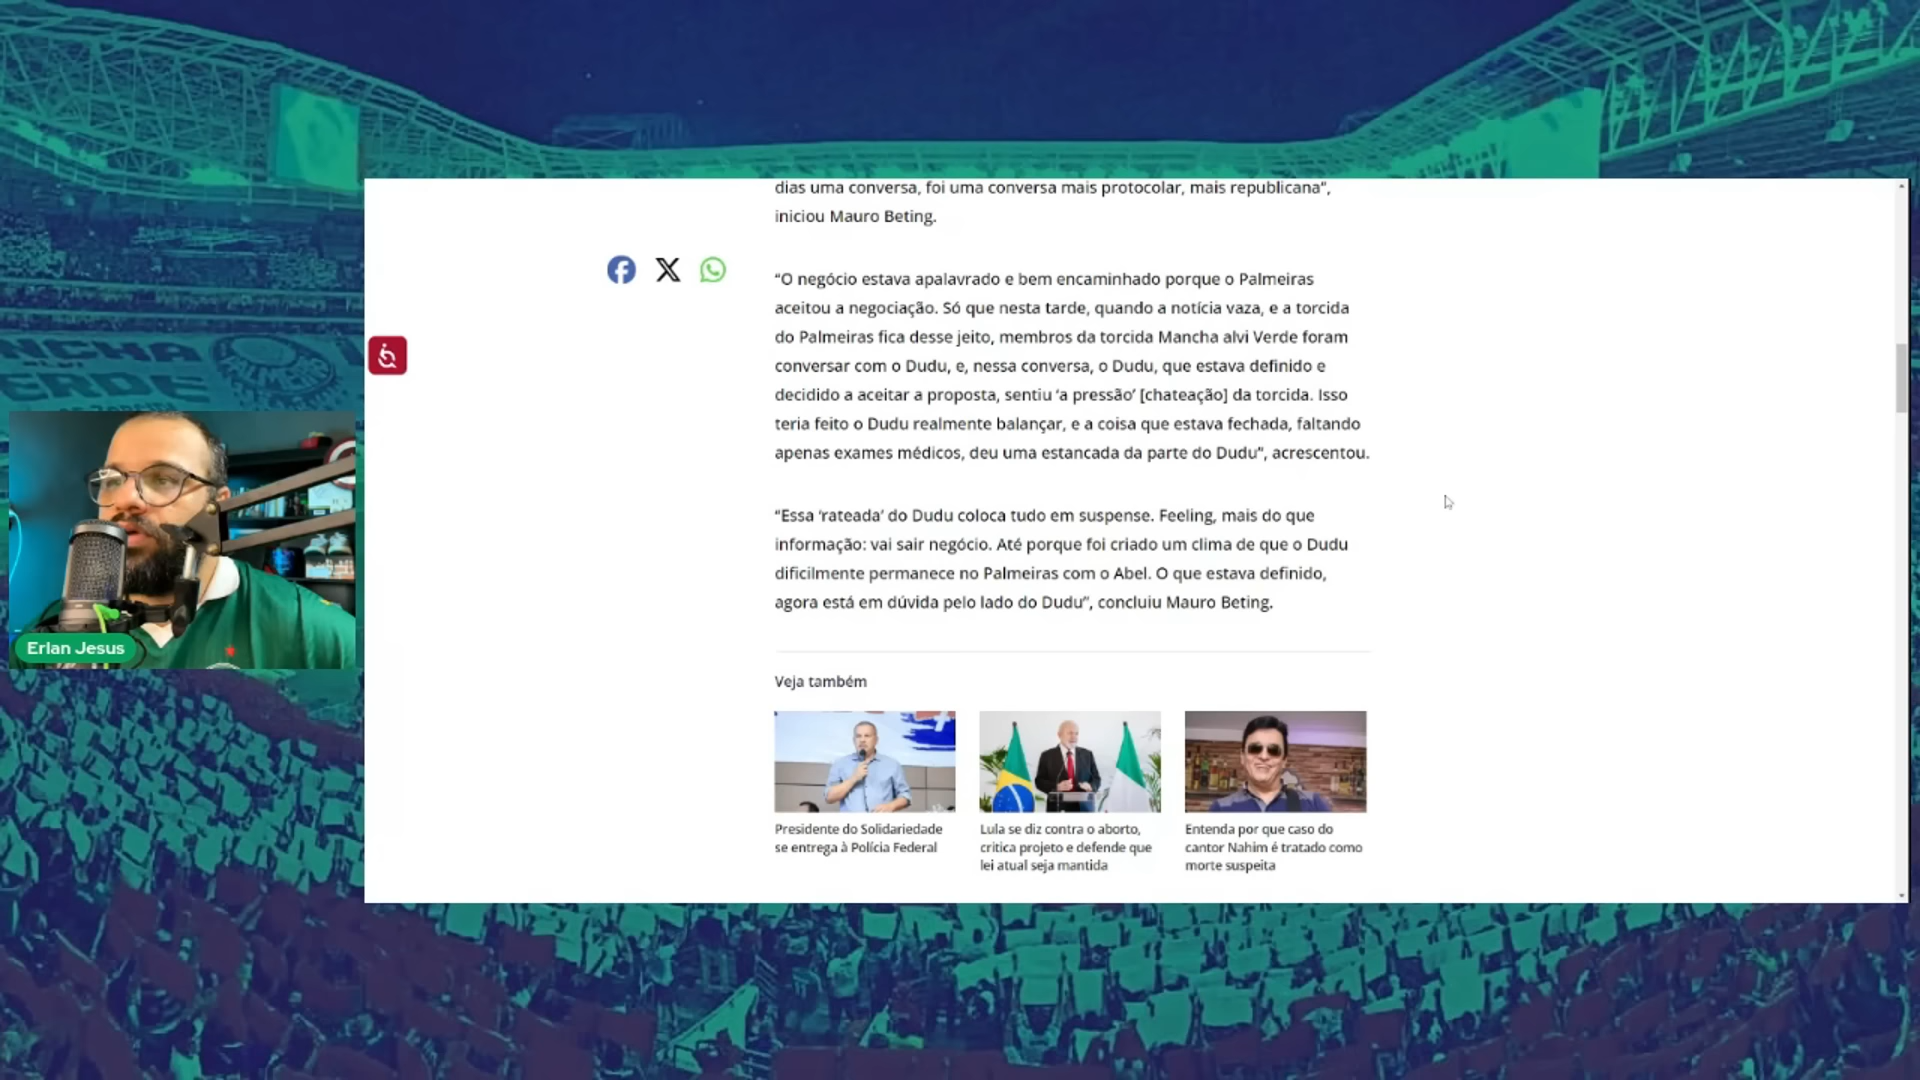 dias uma conversa, foi uma conversa mais protocolar, mais republicana”,
iniciou Mauro Beting.
“O negócio estava apalavrado e bem encaminhado porque o Palmeiras
aceitou a negociação. Só que nesta tarde, quando a notícia vaza, e a torcida
do Palmeiras fica desse jeito, membros da torcida Mancha alvi Verde foram
conversar com o Dudu, e, nessa conversa, o Dudu, que estava definido e
decidido a aceitar a proposta, sentiu ‘a pressão’ [chateação] da torcida. Isso
teria feito o Dudu realmente balançar, e a coisa que estava fechada, faltando
apenas exames médicos, deu uma estancada da parte do Dudu”, acrescentou.
“Essa ‘rateada’ do Dudu coloca tudo em suspense. Feeling, mais do que
informação: vai sair negócio. Até porque foi criado um clima de que o Dudu
dificilmente permanece no Palmeiras com o Abel. O que estava definido,
agora está em dúvida pelo lado do Dudu”, concluiu Mauro Beting.
Veja também
Presidente do Solidariedade
se entrega à Polícia Federal
Lula se diz contra o aborto,
critica projeto e defende que
lei atual seja mantida
Entenda por que caso do
cantor Nahim é tratado como
morte suspeita
NCHA
ERDE
Erlan Jesus